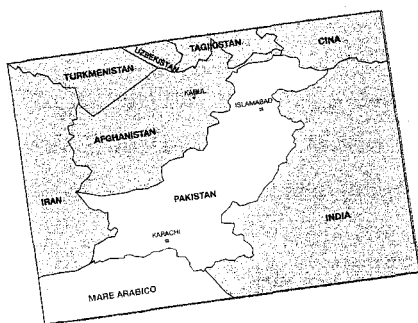 UZBEKISTAN
TAGIKISTAN
CINA
TURKMENISTAN
KABUL
ISLAMABAD
AFGHANISTAN
IRAN
PAKISTAN
INDIA
KARACHI
MARE ARABICO